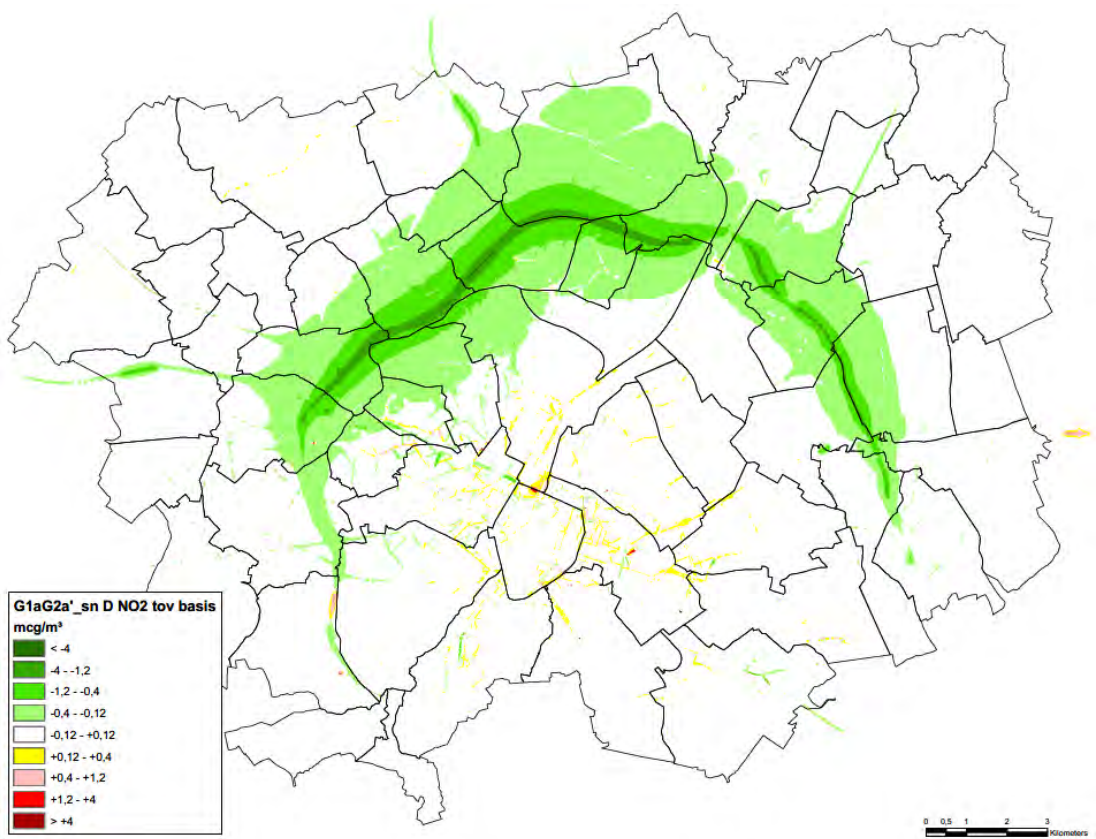 G1aG2a'_sn D NO2 tov basis
mcg/m³
< -4
-4 - -1,2
-1,2 - -0,4
-0,4 - -0,12
-0,12 - +0,12
+0,12 - +0,4
+0,4 - +1,2
+1,2 - +4
> +4
0 0,5 1 2 3
Kilometers